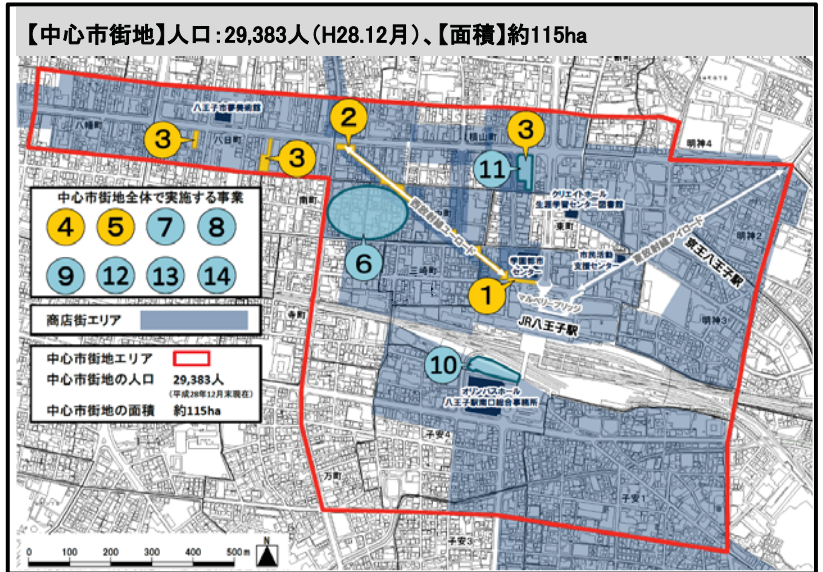 【中心市街地】人口：29,383人（H28.12月）、【面積】約115ha
八王子市夢美術館
八幡町
八日町
横山町
明神4
3
3
2
3
11
クリエイトホール
生涯学習センター図書館
中心市街地全体で実施する事業
4 5 7 8
9 12 13 14
南町
6
西放射線ユーロード
東町
明神2
三崎町
学園都市
センター
市民活動
支援センター
東放射線アイロード
京王八王子駅
1
マルベリーブリッジ
JR八王子駅
明神3
寺町
商店街エリア
中心市街地エリア
中心市街地の人口 29,383人
（平成28年12月末現在）
中心市街地の面積 約115ha
10
オリンパスホール
八王子駅南口総合事務所
子安4
万町
子安1
子安3
0 100 200 300 400 500m
N